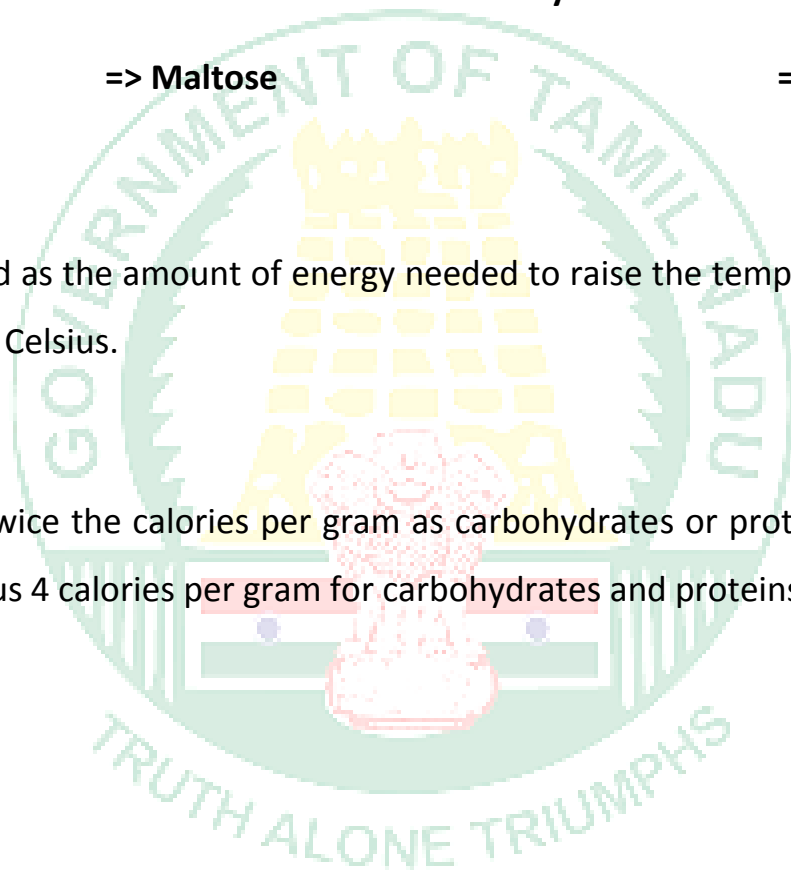 => Maltose =
d as the amount of energy needed to raise the temp
Celsius.
wice the calories per gram as carbohydrates or prot
us 4 calories per gram for carbohydrates and proteins
GOVERNMENT OF TAMIL NADU
TRUTH ALONE TRIUMPHS